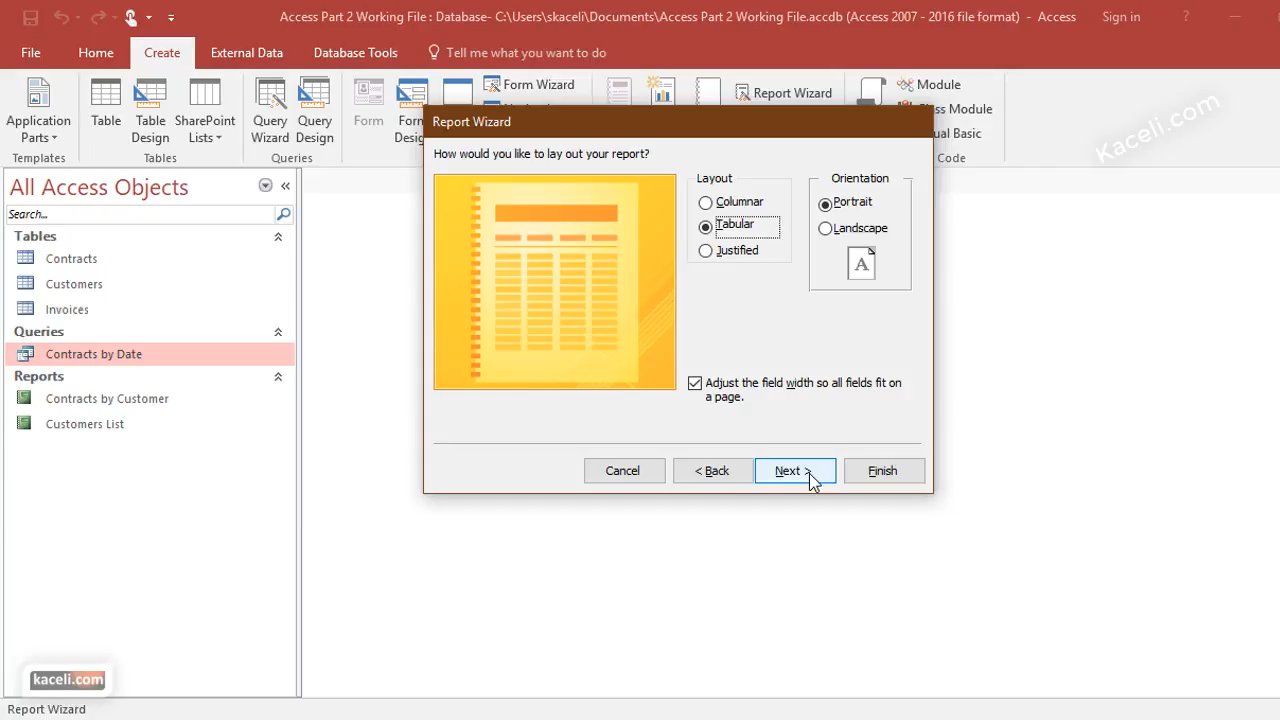 Access Part 2 Working File : Database- C:\Users\skaceli\Documents\Access Part 2 Working File.accdb (Access 2007 - 2016 file format) - Access
Sign in
?
File
Home
Create
External Data
Database Tools
Tell me what you want to do
Application Parts
Table
Table Design
SharePoint Lists
Query Wizard
Query Design
Form
Form Wizard
Report Wizard
Module
Class Module
Visual Basic
Templates
Tables
Queries
Code
Kaceli.com
All Access Objects
Search...
Tables
Contracts
Customers
Invoices
Queries
Contracts by Date
Reports
Contracts by Customer
Customers List
Report Wizard
How would you like to lay out your report?
Layout
Columnar
Tabular
Justified
Orientation
Portrait
Landscape
A
Adjust the field width so all fields fit on
a page.
Cancel
< Back
Next >
Finish
kaceli.com
Report Wizard